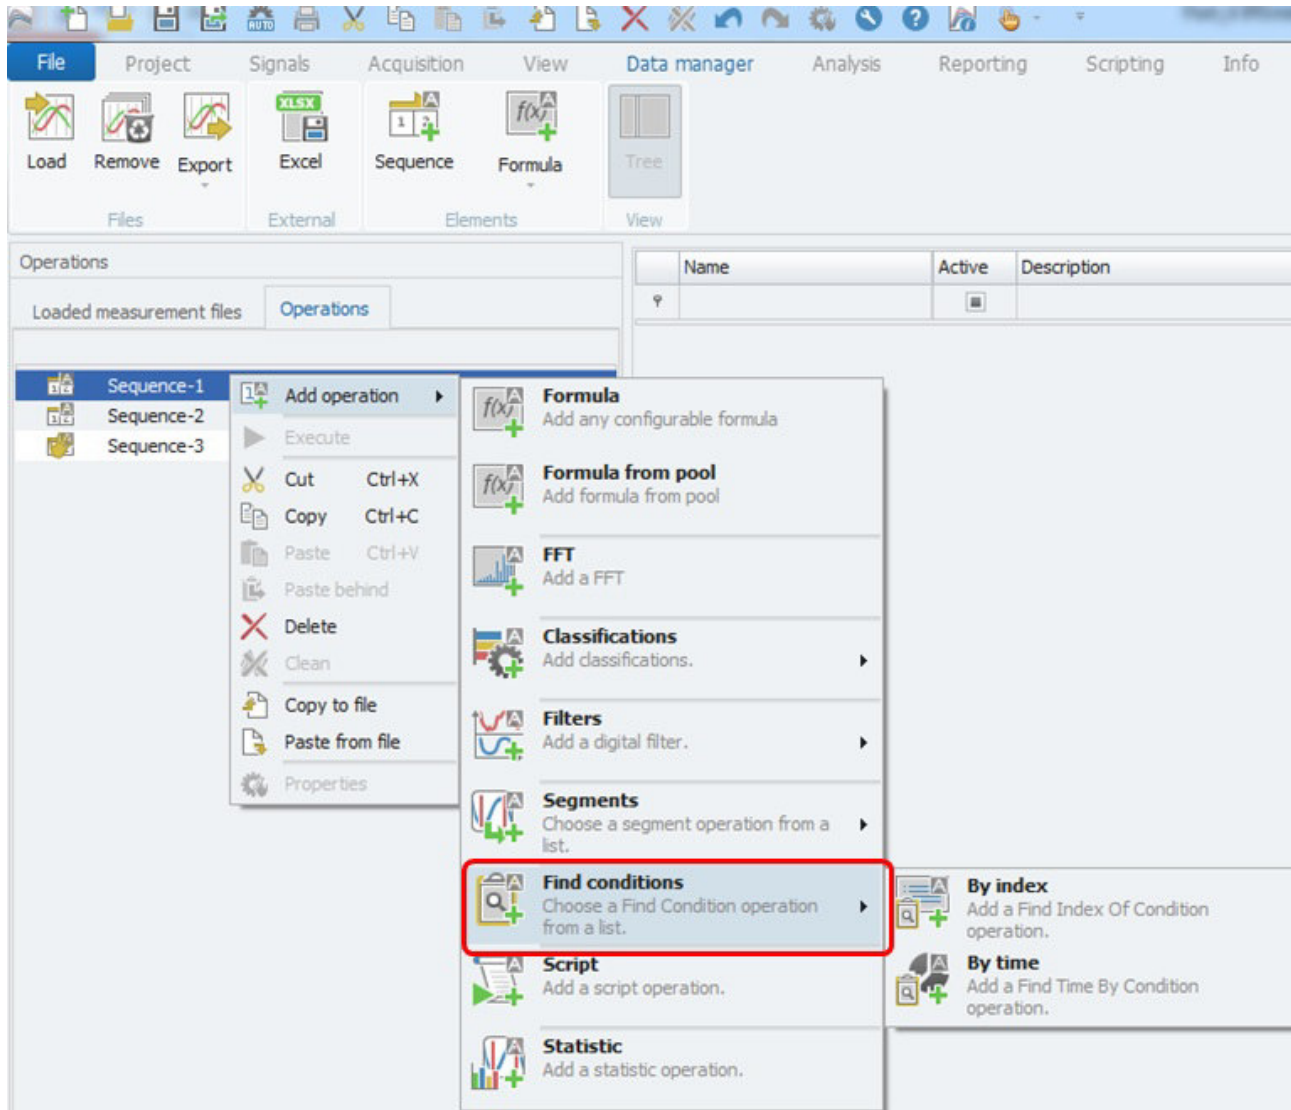 AUTO
File Project Signals Acquisition View Data manager Analysis Reporting Scripting Info
XLSX
Load Remove Export Excel Sequence Formula Tree
Files External Elements View
Operations
Name Active Description
Loaded measurement files Operations
Sequence-1
Sequence-2
Sequence-3
Add operation
Execute
Cut Ctrl+X
Copy Ctrl+C
Paste Ctrl+V
Paste behind
Delete
Clean
Copy to file
Paste from file
Properties
Formula
Add any configurable formula
Formula from pool
Add formula from pool
FFT
Add a FFT
Classifications
Add classifications.
Filters
Add a digital filter.
Segments
Choose a segment operation from a
list.
Find conditions
Choose a Find Condition operation
from a list.
Script
Add a script operation.
Statistic
Add a statistic operation.
By index
Add a Find Index Of Condition
operation.
By time
Add a Find Time By Condition
operation.